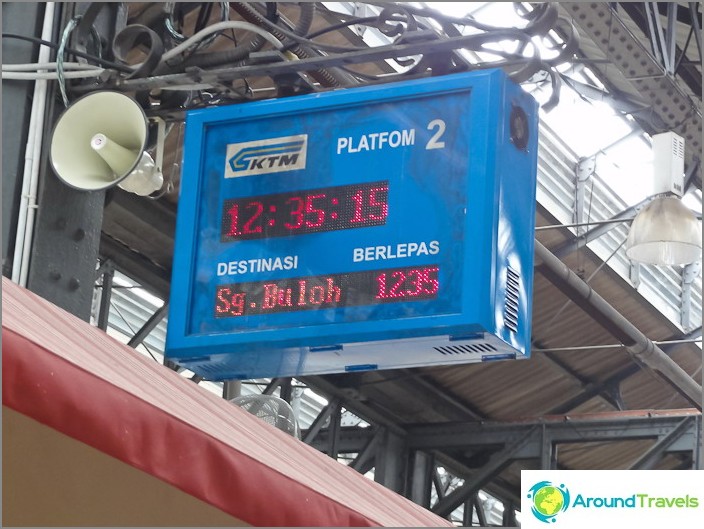 KTM PLATFOM 2
12:35:15
DESTINASI BERLEPAS
Sg.Buloh 1235
AroundTravels